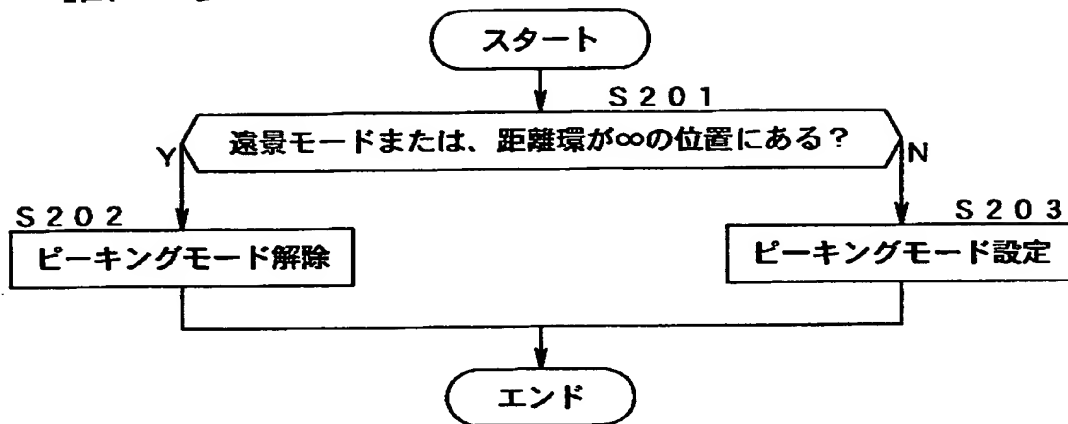 スタート
S201
遠景モードまたは、距離環が∞の位置にある?
Y
N
S202
ピーキングモード解除
S203
ピーキングモード設定
エンド